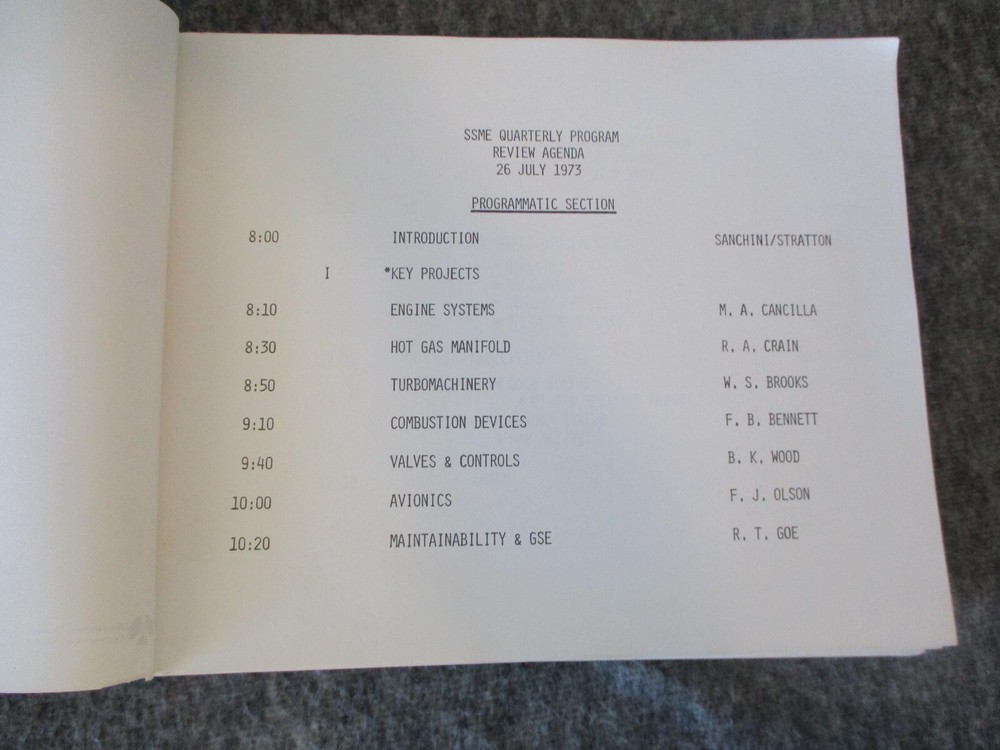 SSME QUARTERLY PROGRAM
REVIEW AGENDA
26 JULY 1973
PROGRAMMATIC SECTION
8:00 INTRODUCTION SANCHINI/STRATTON
I *KEY PROJECTS
8:10 ENGINE SYSTEMS M. A. CANCILLA
8:30 HOT GAS MANIFOLD R. A. CRAIN
8:50 TURBOMACHINERY W. S. BROOKS
9:10 COMBUSTION DEVICES F. B. BENNETT
9:40 VALVES & CONTROLS B. K. WOOD
10:00 AVIONICS F. J. OLSON
10:20 MAINTAINABILITY & GSE R. T. GOE